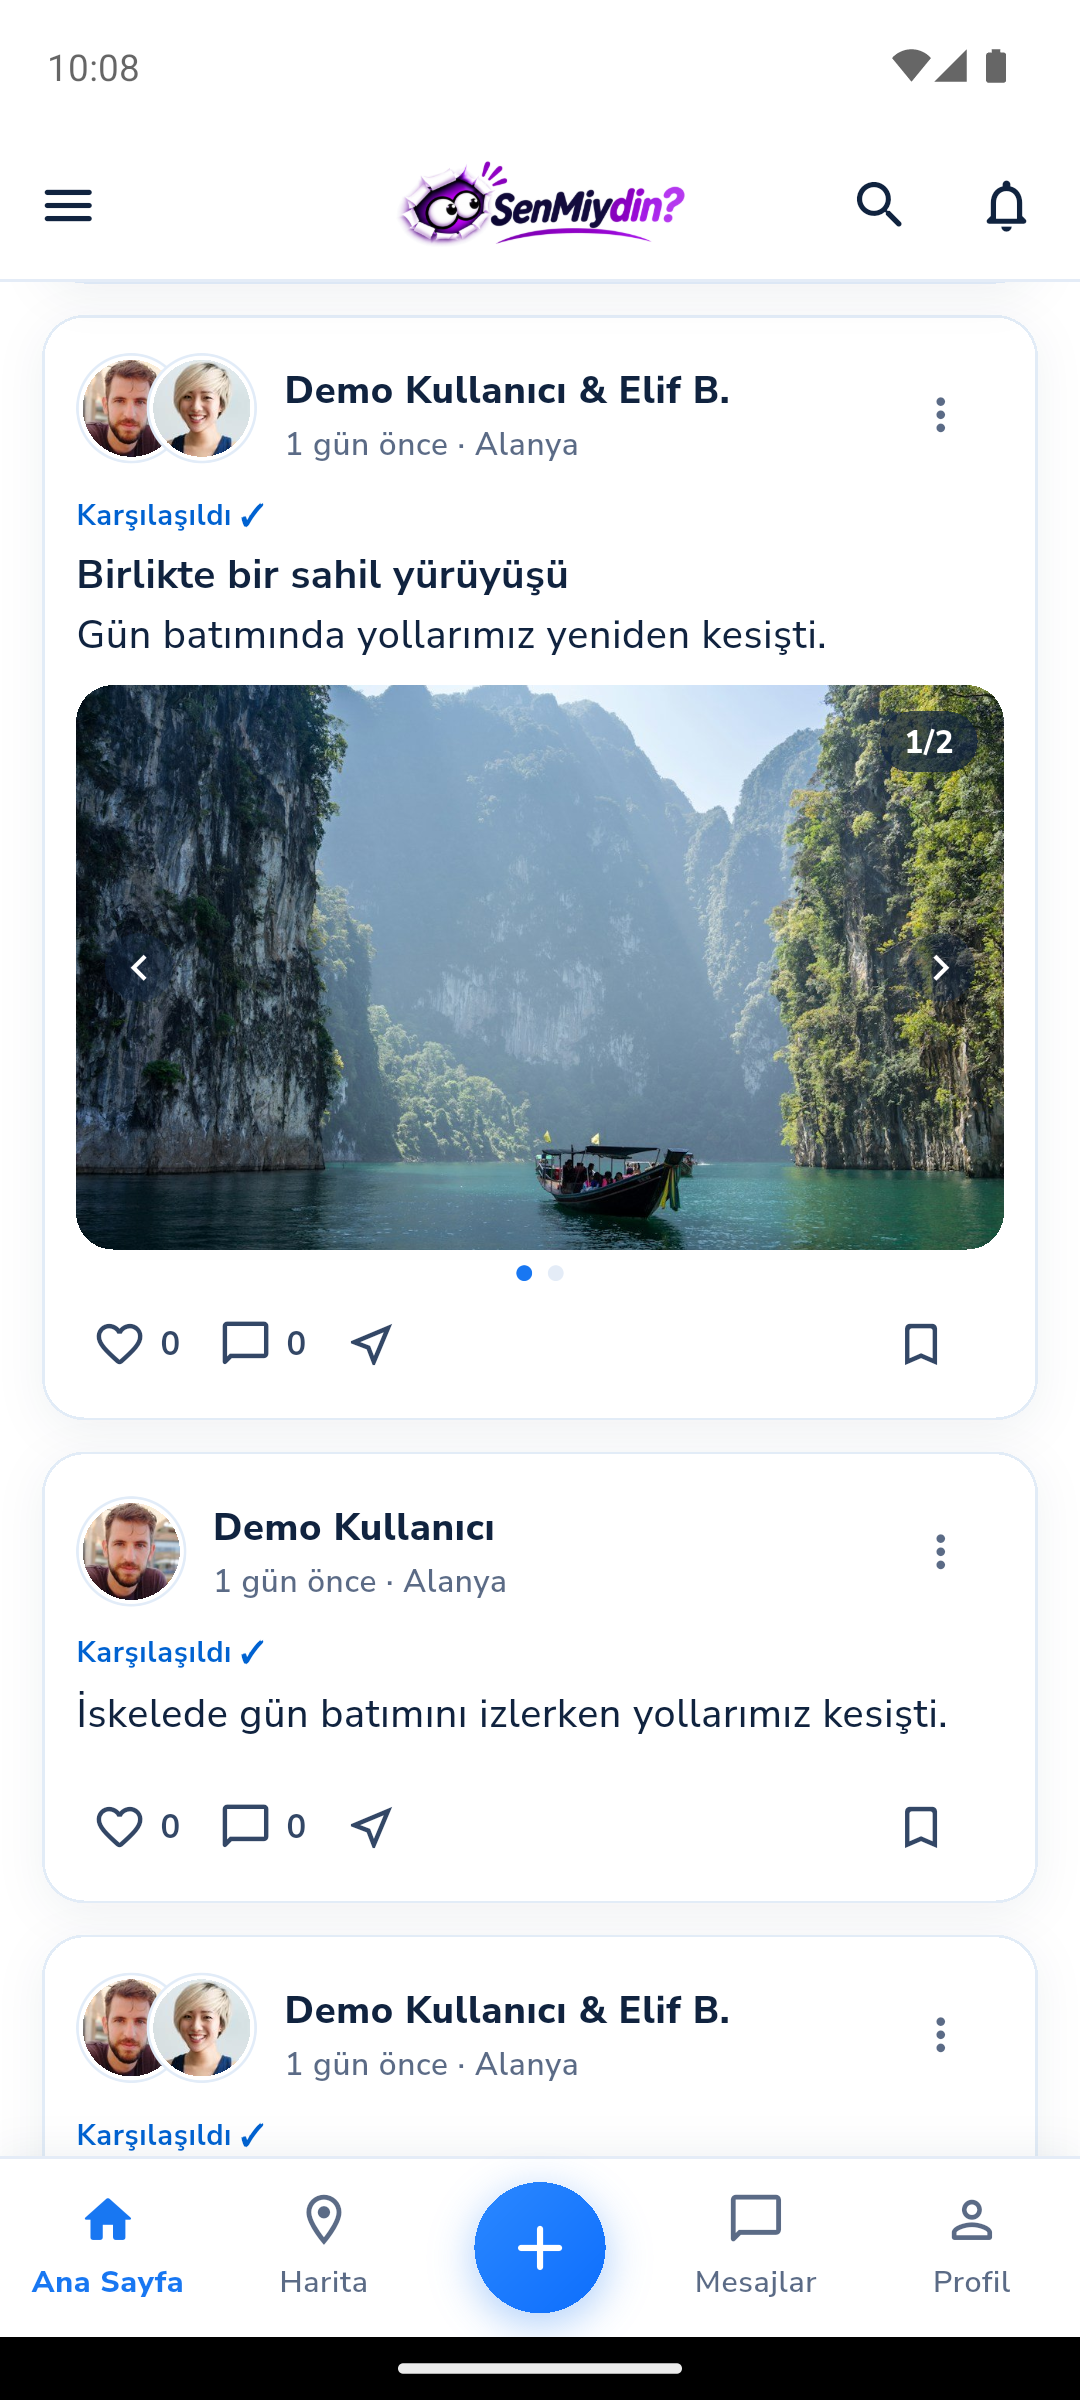 10:08
SenMiydin?
Demo Kullanıcı & Elif B.
1 gün önce · Alanya
Karşılaşıldı ✓
Birlikte bir sahil yürüyüşü
Gün batımında yollarımız yeniden kesişti.
1/2
0 0
Demo Kullanıcı
1 gün önce · Alanya
Karşılaşıldı ✓
İskelede gün batımını izlerken yollarımız kesişti.
0 0
Demo Kullanıcı & Elif B.
1 gün önce · Alanya
Karşılaşıldı ✓
Ana Sayfa Harita Mesajlar Profil